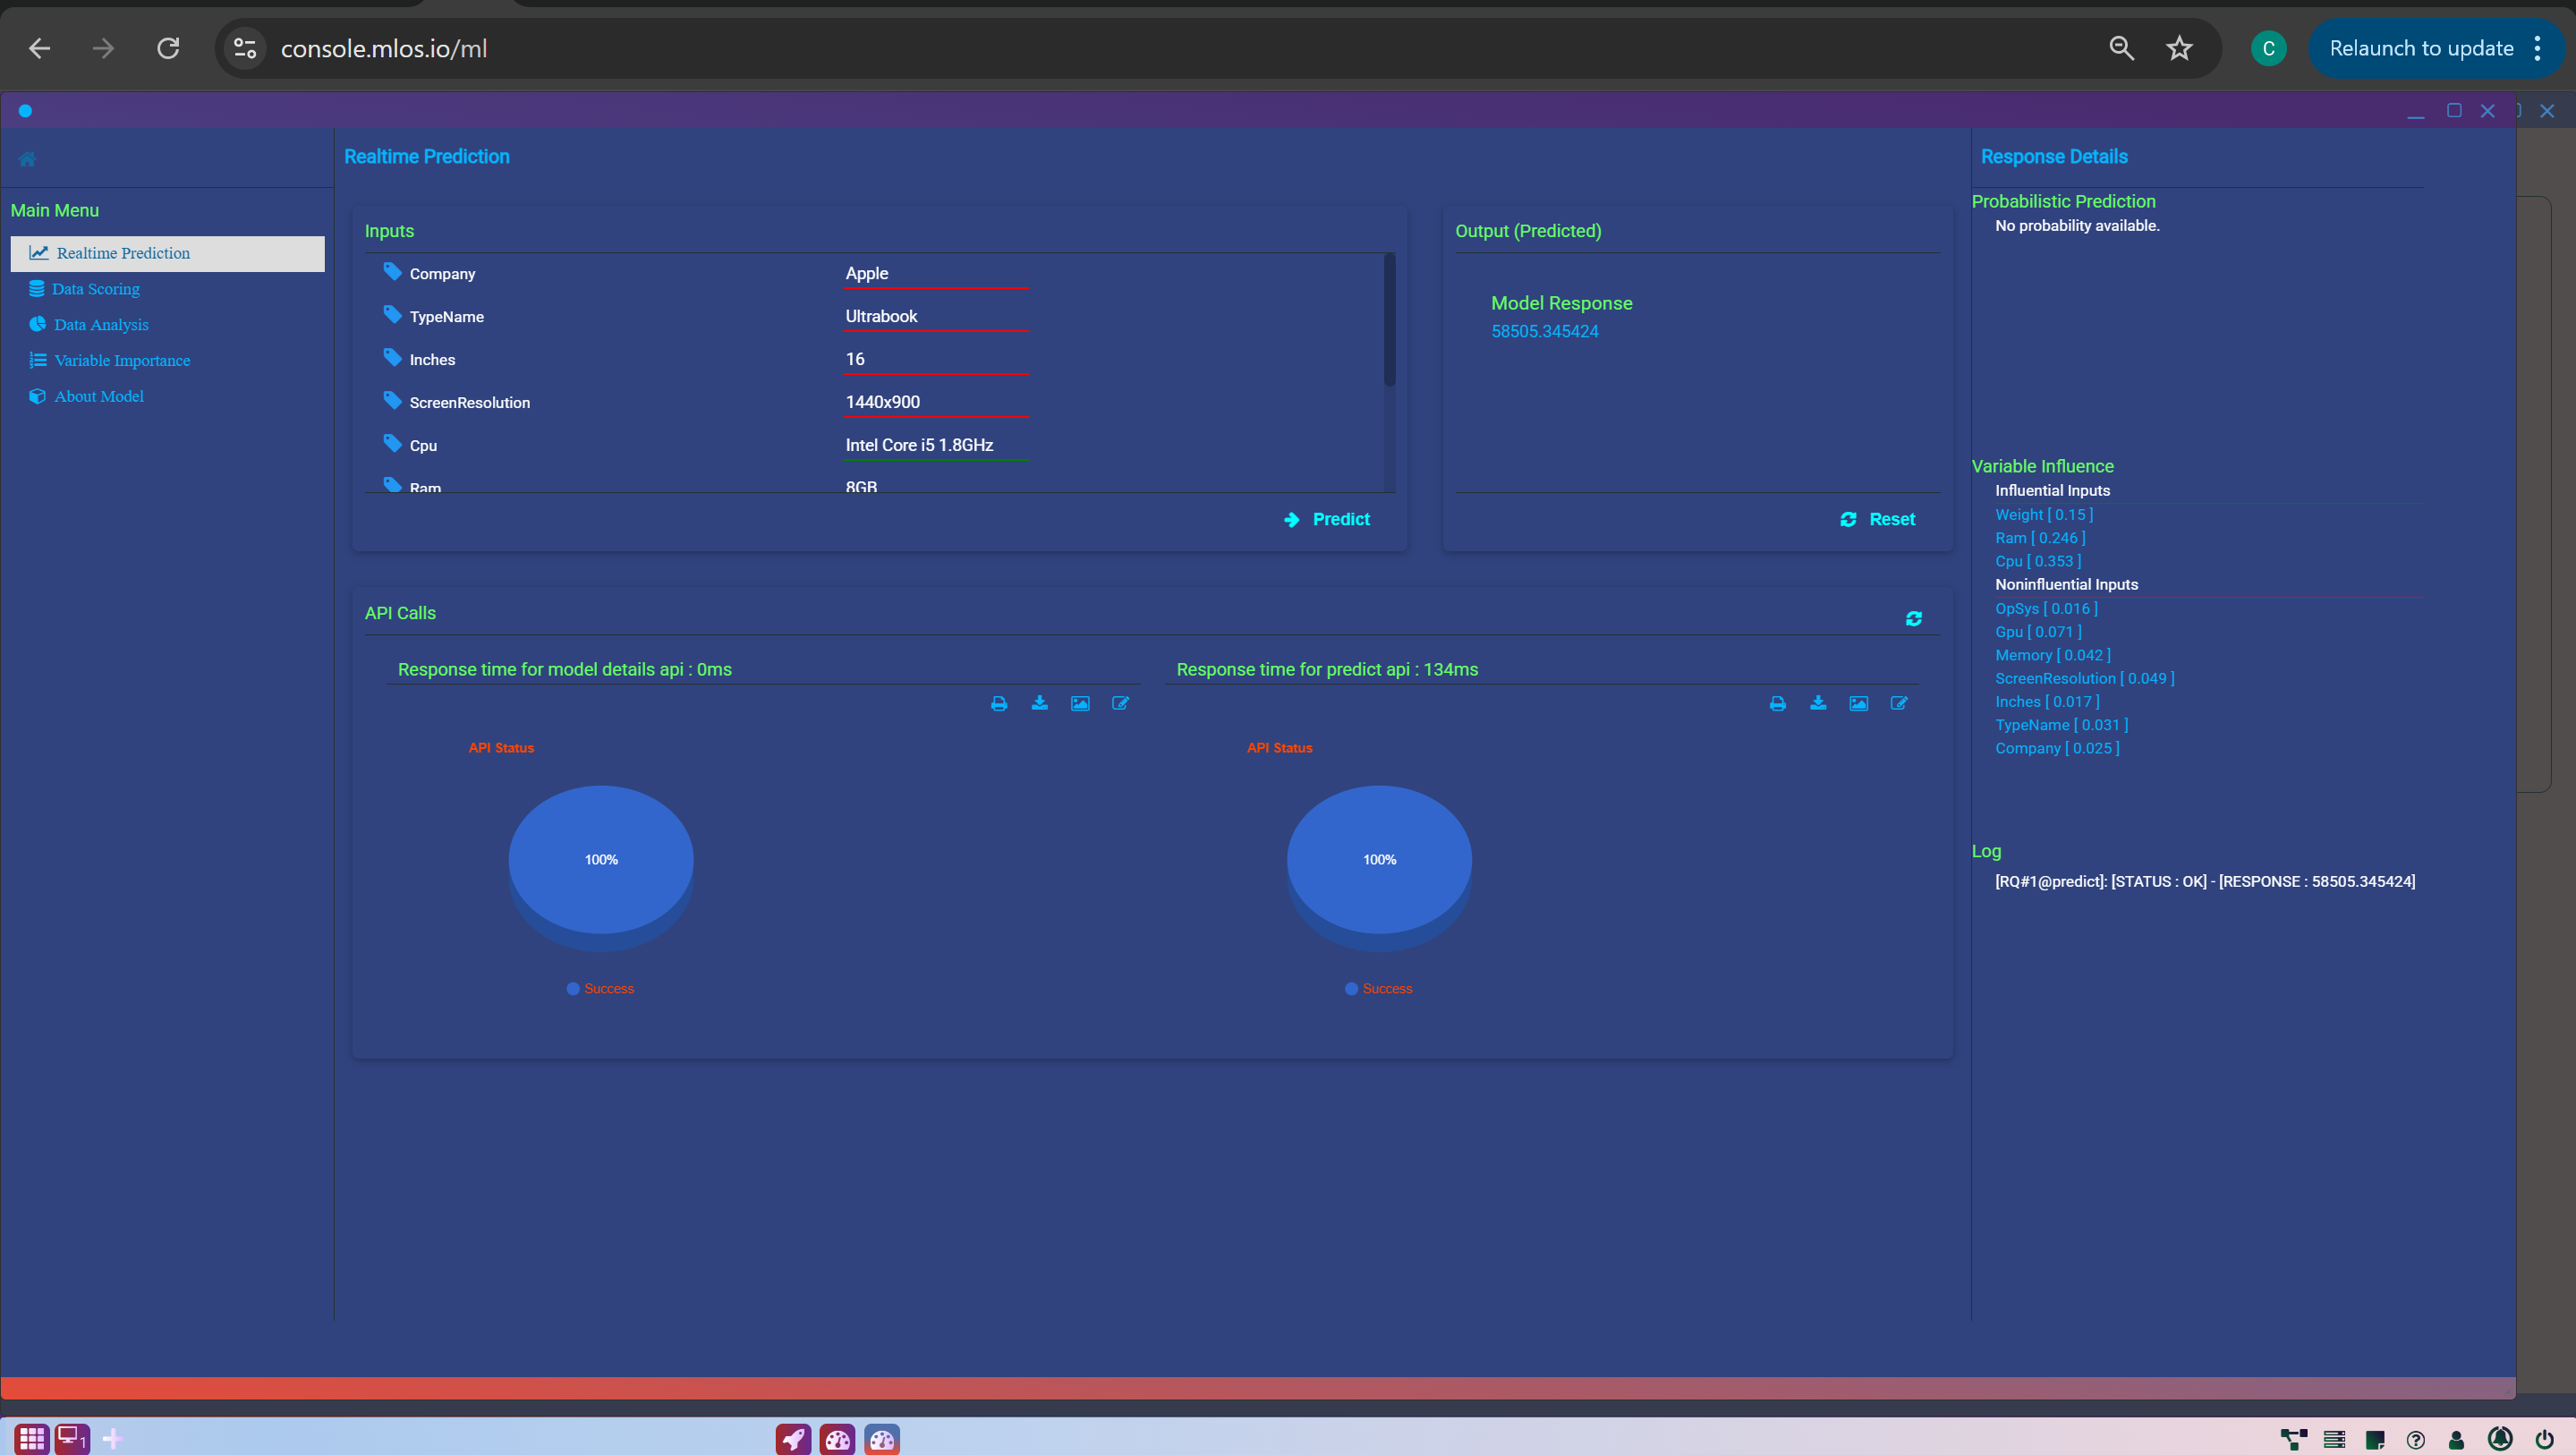 console.mlos.io/ml
C
Relaunch to update
Realtime Prediction
Response Details
Main Menu
Realtime Prediction
Data Scoring
Data Analysis
Variable Importance
About Model
Inputs
Company
Apple
TypeName
Ultrabook
Inches
16
ScreenResolution
1440x900
Cpu
Intel Core i5 1.8GHz
Ram
8GB
Predict
Output (Predicted)
Model Response
58505.345424
Reset
API Calls
Response time for model details api : 0ms
API Status
100%
Success
Response time for predict api : 134ms
API Status
100%
Success
Probabilistic Prediction
No probability available.
Variable Influence
Influential Inputs
Weight [ 0.15 ]
Ram [ 0.246 ]
Cpu [ 0.353 ]
Noninfluential Inputs
OpSys [ 0.016 ]
Gpu [ 0.071 ]
Memory [ 0.042 ]
ScreenResolution [ 0.049 ]
Inches [ 0.017 ]
TypeName [ 0.031 ]
Company [ 0.025 ]
Log
[RQ#1@predict]: [STATUS : OK] - [RESPONSE : 58505.345424]
1